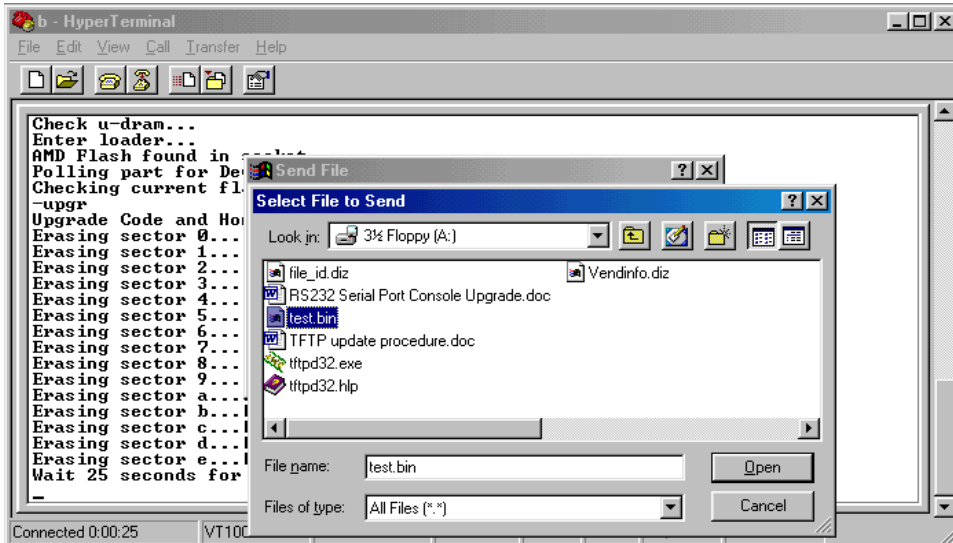 b - HyperTerminal
File Edit View Call Transfer Help
Check u-dram...
Enter loader...
AMD Flash found in socket
Polling part for De
Checking current fl
-upgr
Upgrade Code and Ho
Erasing sector 0...
Erasing sector 1...
Erasing sector 2...
Erasing sector 3...
Erasing sector 4...
Erasing sector 5...
Erasing sector 6...
Erasing sector 7...
Erasing sector 8...
Erasing sector 9...
Erasing sector a...
Erasing sector b...
Erasing sector c...
Erasing sector d...
Erasing sector e...
Wait 25 seconds for
Send File
Select File to Send
Look in: 3½ Floppy (A:)
file_id.diz
RS232 Serial Port Console Upgrade.doc
test.bin
TFTP update procedure.doc
tftpd32.exe
tftpd32.hlp
Vendinfo.diz
File name: test.bin Open
Files of type: All Files (*.*) Cancel
Connected 0:00:25 VT100